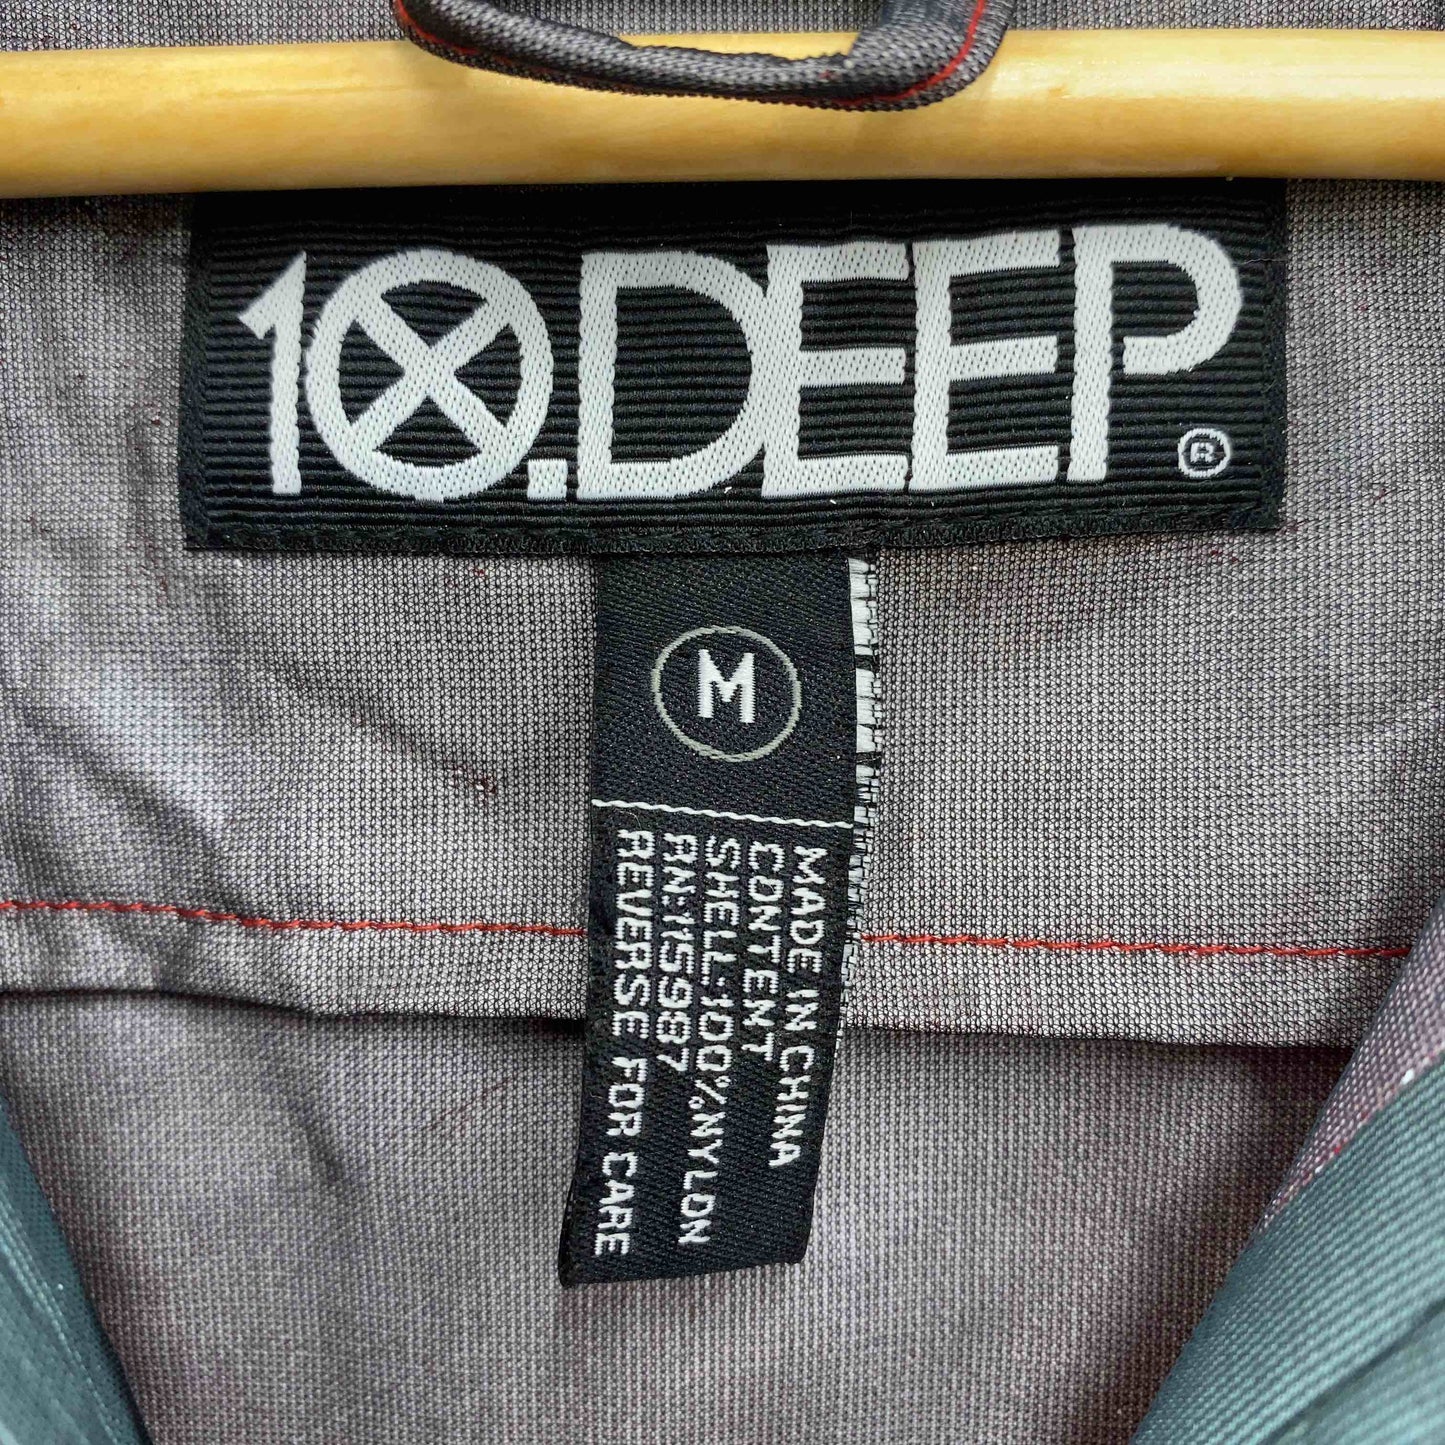 10.DEEP®
M
MADE IN CHINA
CONTENT
SHELL:100%NYLON
RN:115987
REVERSE FOR CARE